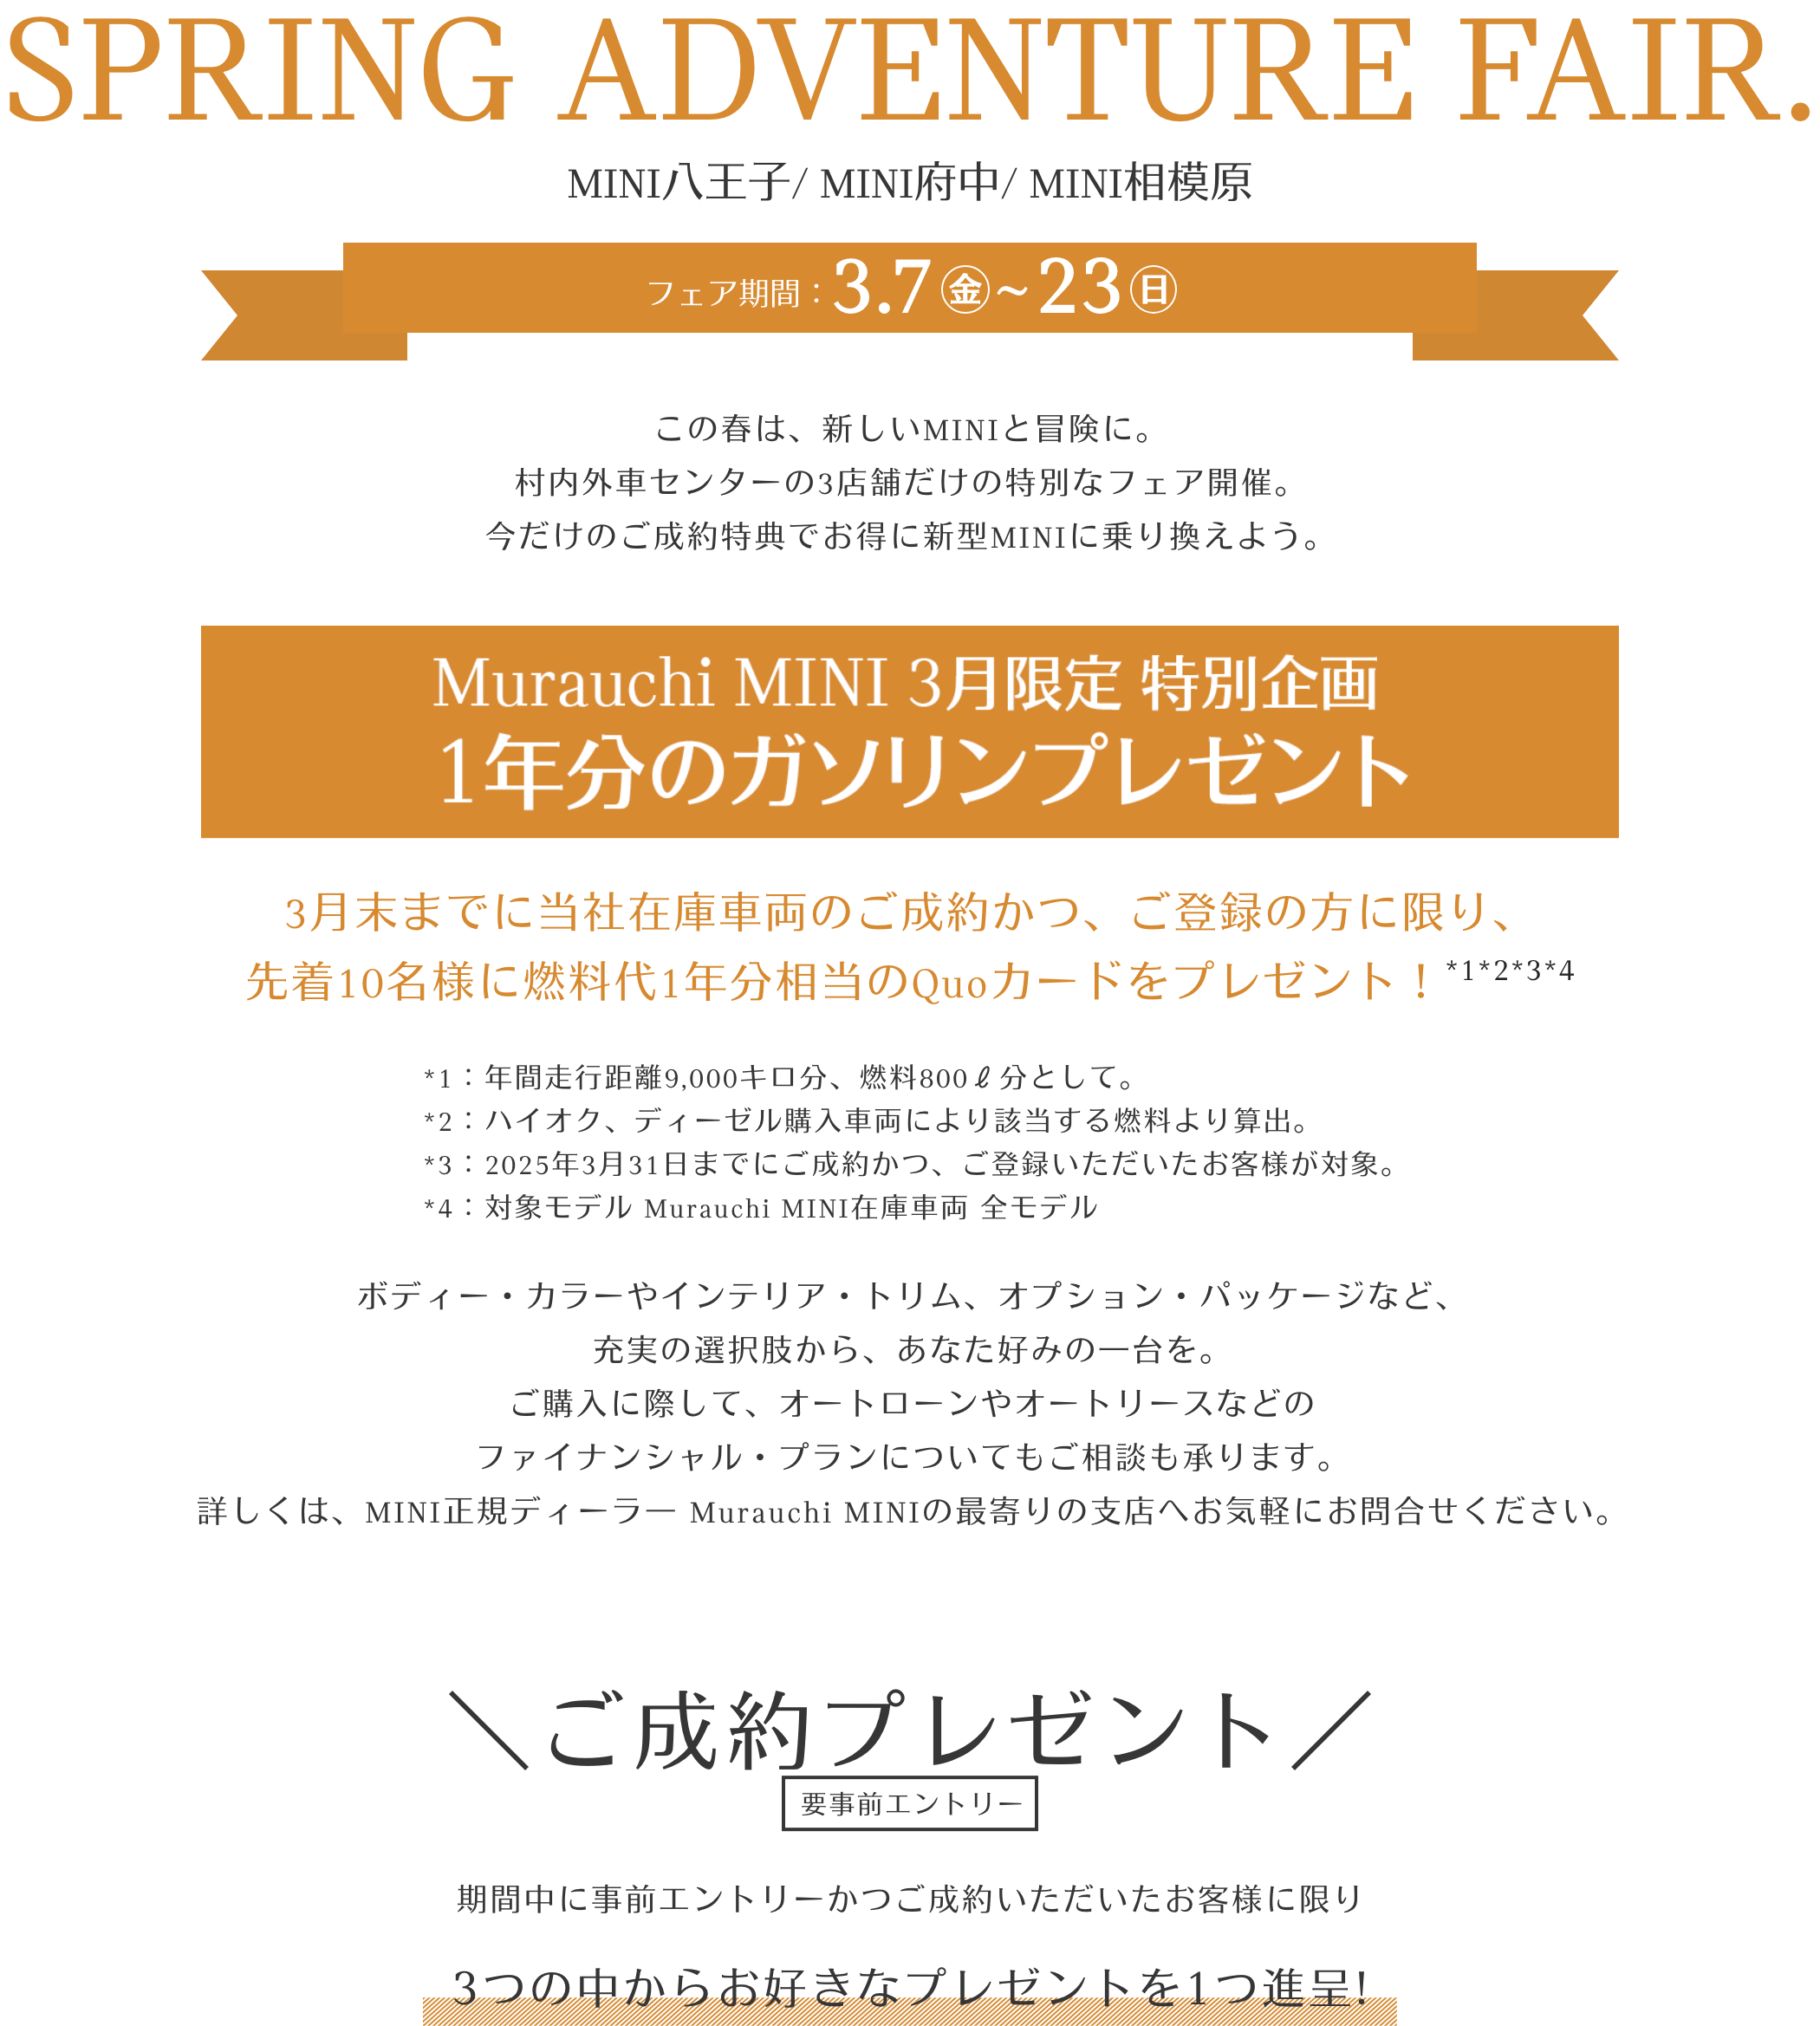 SPRING ADVENTURE FAIR.
MINI八王子/ MINI府中/ MINI相模原
フェア期間：3.7㊎~23㊐
この春は、新しいMINIと冒険に。
村内外車センターの3店舗だけの特別なフェア開催。
今だけのご成約特典でお得に新型MINIに乗り換えよう。
Murauchi MINI 3月限定 特別企画
1年分のガソリンプレゼント
3月末までに当社在庫車両のご成約かつ、ご登録の方に限り、
先着10名様に燃料代1年分相当のQuoカードをプレゼント！*1*2*3*4
*1：年間走行距離9,000キロ分、燃料800ℓ分として。
*2：ハイオク、ディーゼル購入車両により該当する燃料より算出。
*3：2025年3月31日までにご成約かつ、ご登録いただいたお客様が対象。
*4：対象モデル Murauchi MINI在庫車両 全モデル
ボディー・カラーやインテリア・トリム、オプション・パッケージなど、
充実の選択肢から、あなた好みの一台を。
ご購入に際して、オートローンやオートリースなどの
ファイナンシャル・プランについてもご相談も承ります。
詳しくは、MINI正規ディーラー Murauchi MINIの最寄りの支店へお気軽にお問合せください。
＼ご成約プレゼント／
要事前エントリー
期間中に事前エントリーかつご成約いただいたお客様に限り
3つの中からお好きなプレゼントを1つ進呈!